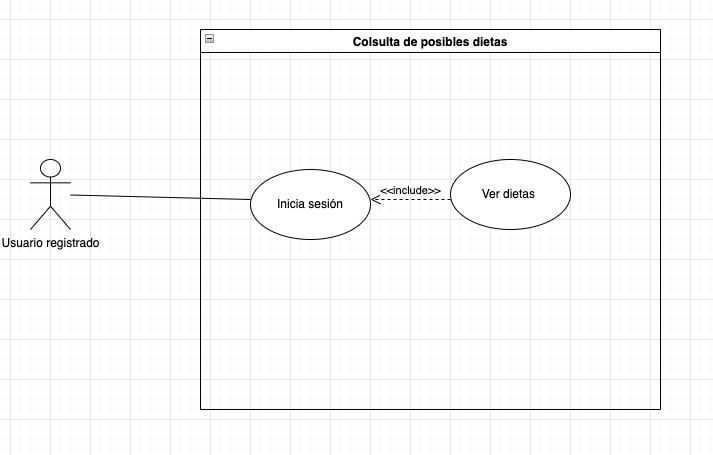 Colsulta de posibles dietas
<<include>>
Inicia sesión
Ver dietas
Usuario registrado